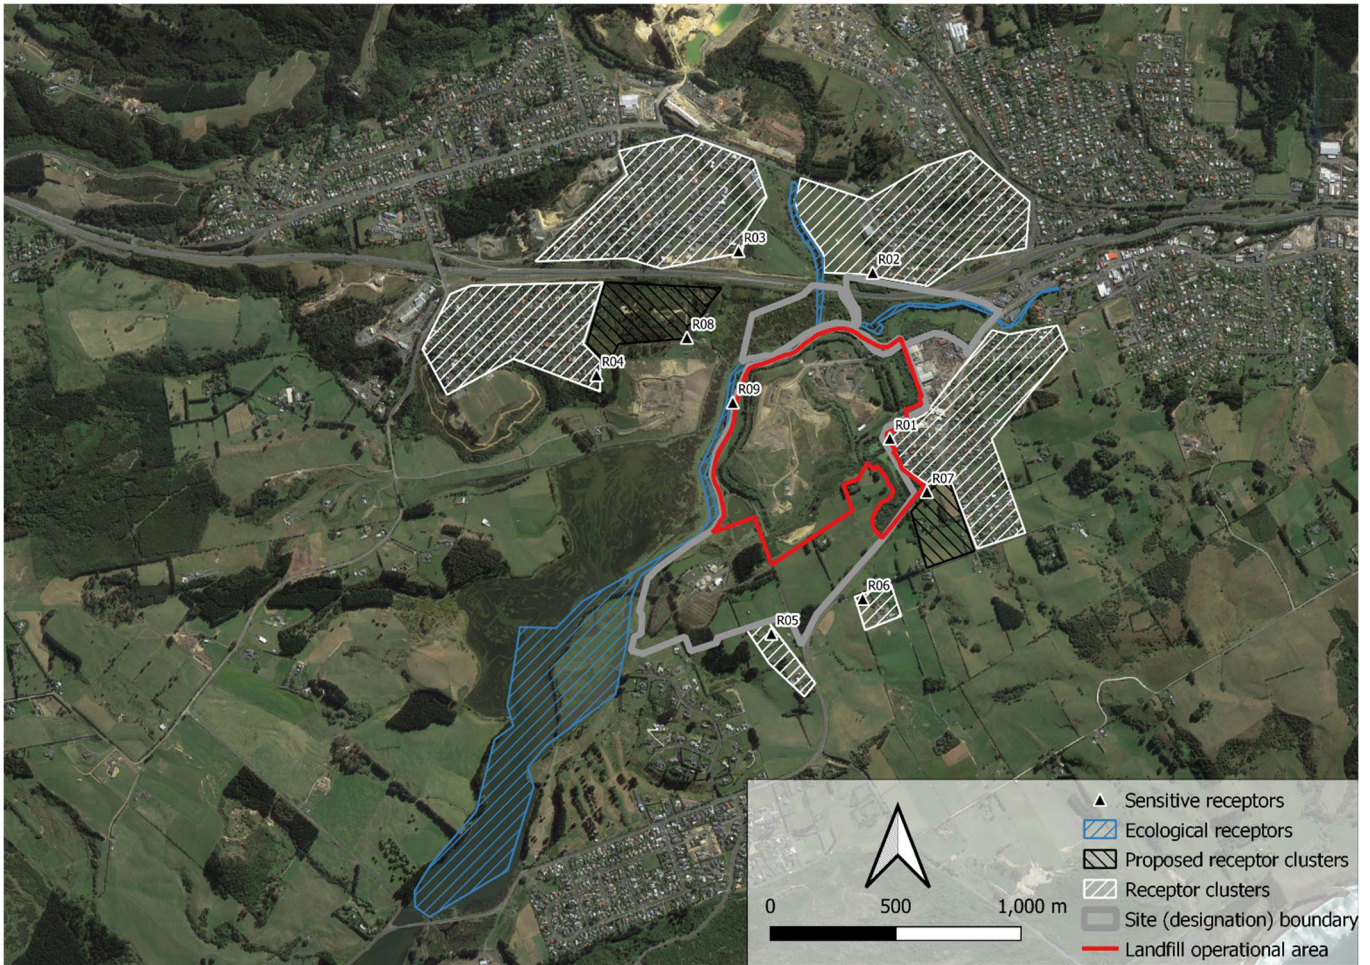 R03
R02
R08
R04
R09
R01
R07
R06
R05
Sensitive receptors
Ecological receptors
Proposed receptor clusters
Receptor clusters
Site (designation) boundary
Landfill operational area
0 500 1,000 m